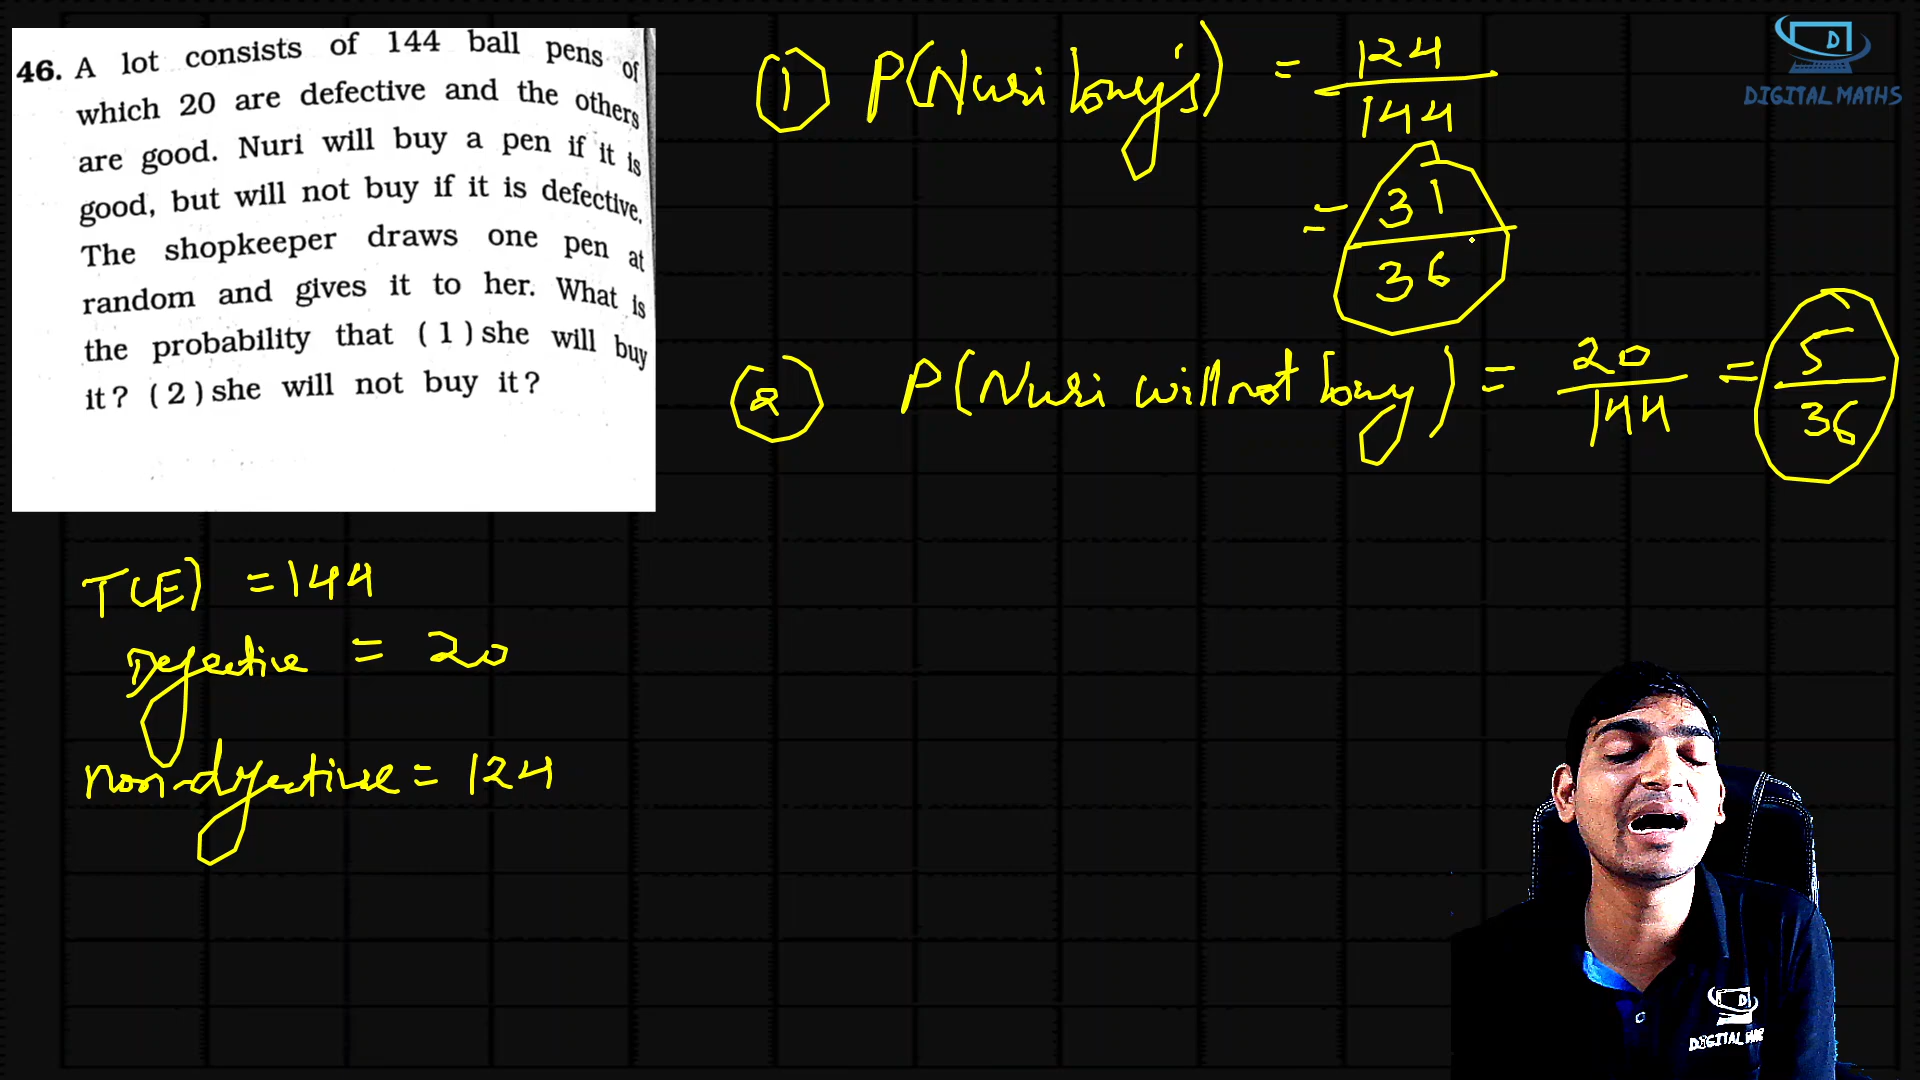 46. A lot consists of 144 ball pens of
which 20 are defective and the others
are good. Nuri will buy a pen if it is
good, but will not buy if it is defective.
The shopkeeper draws one pen at
random and gives it to her. What is
the probability that (1) she will buy
it? (2) she will not buy it?
① P(Nuri buy's) = 124/144
= 31/36
② P(Nuri will not buy) = 20/144 = 5/36
T(E) = 144
Defective = 20
non-defective = 124
D
DIGITAL MATHS
D
DIGITAL